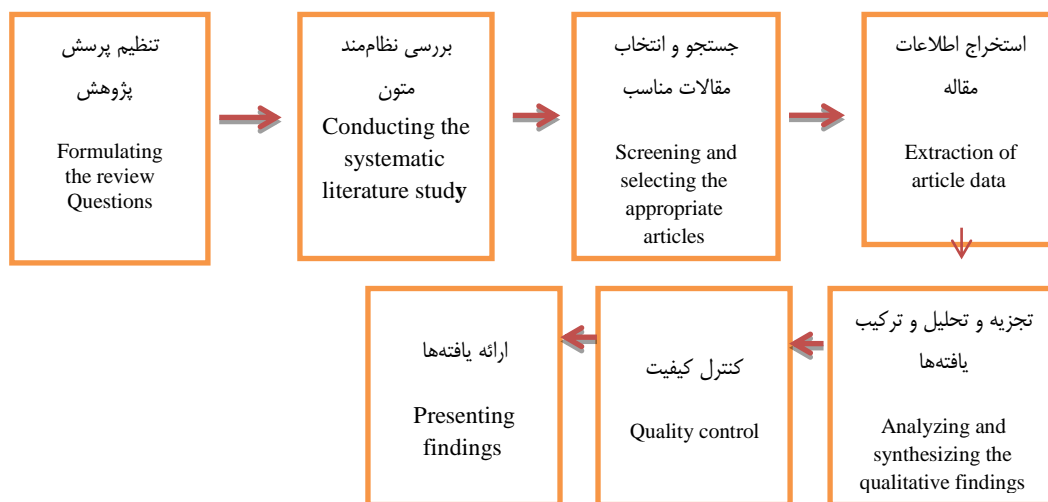 تنظیم پرسش
پژوهش
Formulating
the review
Questions
بررسی نظام‌مند
متون
Conducting the
systematic
literature study
جستجو و انتخاب
مقالات مناسب
Screening and
selecting the
appropriate
articles
استخراج اطلاعات
مقاله
Extraction of
article data
تجزیه و تحلیل و ترکیب
یافته‌ها
Analyzing and
synthesizing the
qualitative findings
کنترل کیفیت
Quality control
ارائه یافته‌ها
Presenting
findings